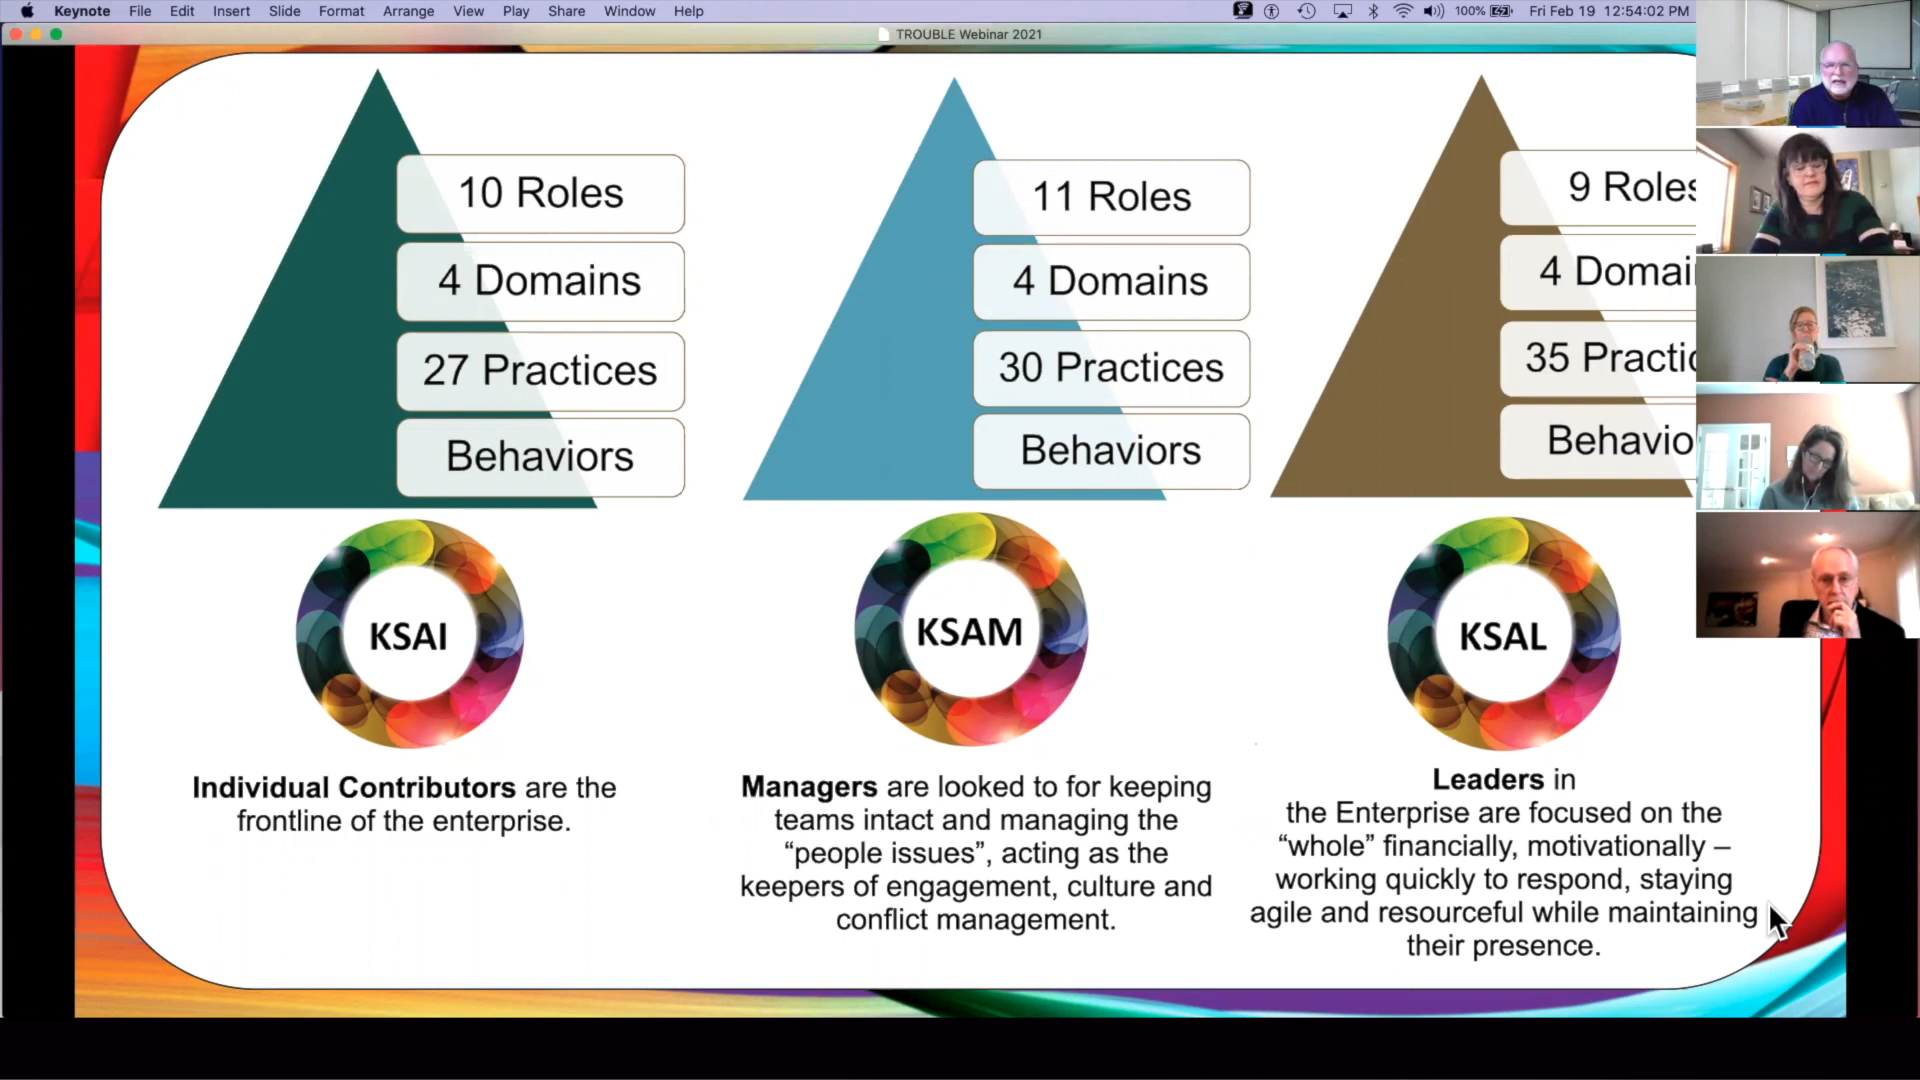 Keynote File Edit Insert Slide Format Arrange View Play Share Window Help 100% Fri Feb 19 12:54:02 PM
TROUBLE Webinar 2021
10 Roles
4 Domains
27 Practices
Behaviors
11 Roles
4 Domains
30 Practices
Behaviors
9 Roles
4 Domai
35 Practic
Behavio
KSAI
KSAM
KSAL
Individual Contributors are the
frontline of the enterprise.
Managers are looked to for keeping
teams intact and managing the
“people issues”, acting as the
keepers of engagement, culture and
conflict management.
Leaders in
the Enterprise are focused on the
“whole” financially, motivationally –
working quickly to respond, staying
agile and resourceful while maintaining
their presence.